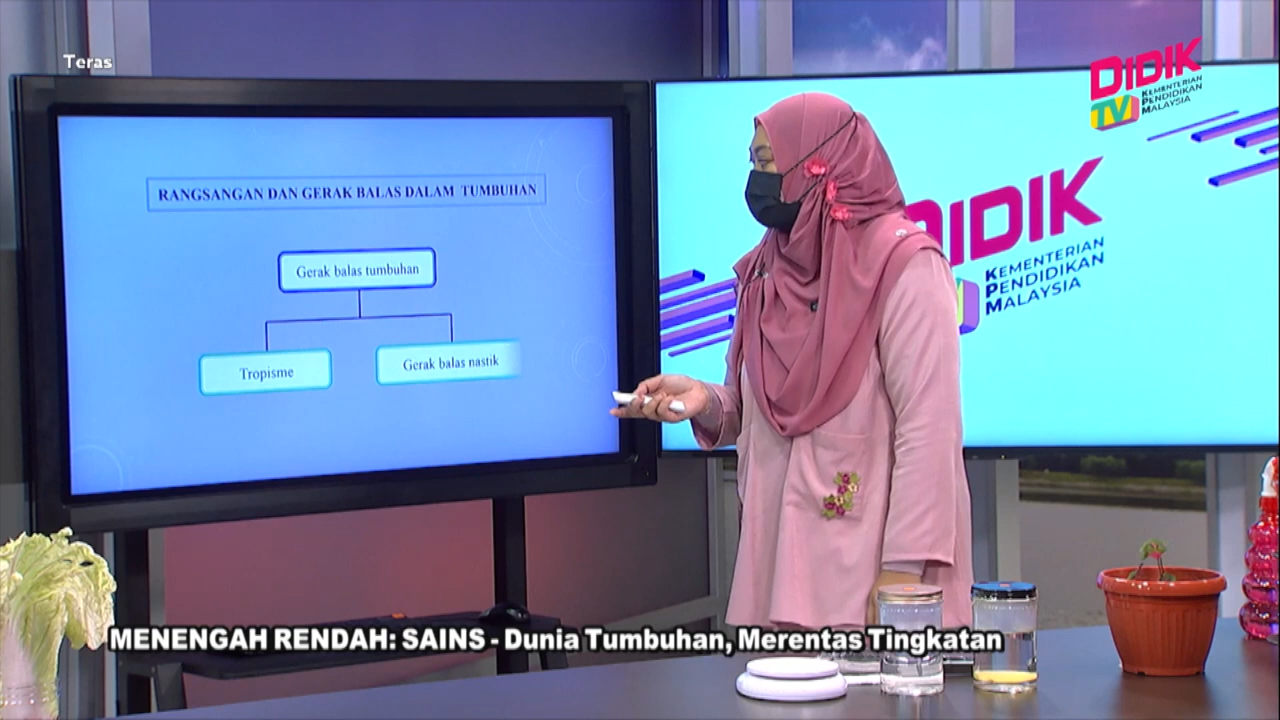 Teras
DIDIK
TV
KEMENTERIAN
PENDIDIKAN
MALAYSIA
RANGSANGAN DAN GERAK BALAS DALAM TUMBUHAN
Gerak balas tumbuhan
Tropisme
Gerak balas nastik
DIDIK
KEMENTERIAN
PENDIDIKAN
MALAYSIA
MENENGAH RENDAH: SAINS - Dunia Tumbuhan, Merentas Tingkatan